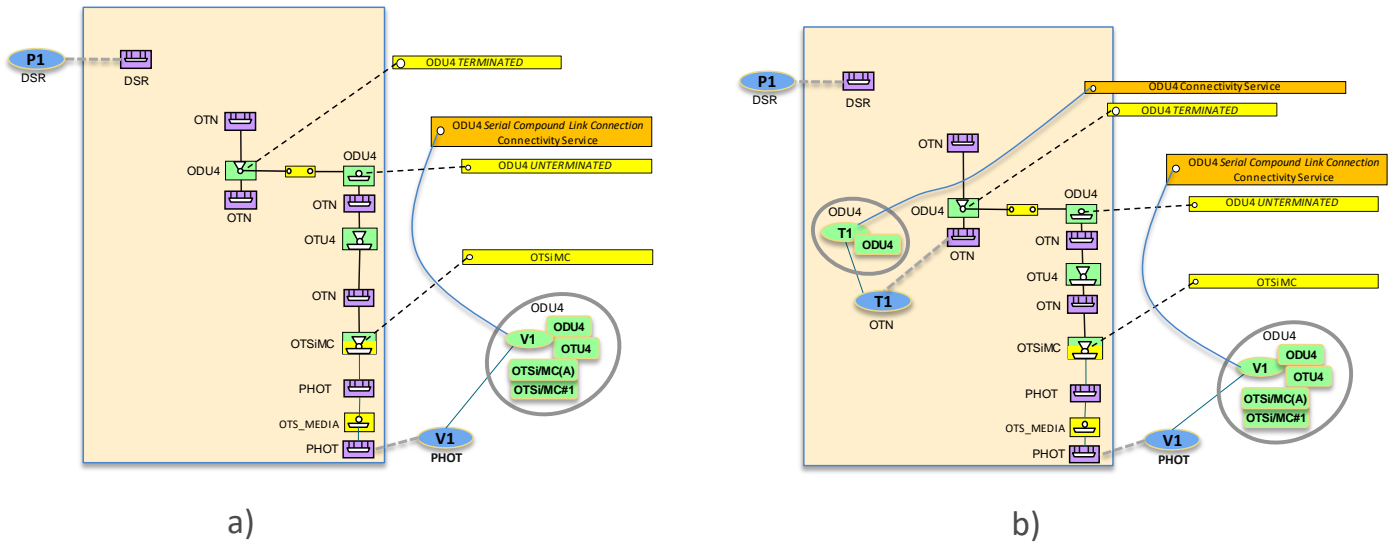 P1
DSR
DSR
ODU4 TERMINATED
OTN
ODU4 Serial Compound Link Connection
Connectivity Service
ODU4
ODU4
ODU4 UNTERMINATED
OTN
OTN
OTU4
OTSiMC
OTN
ODU4
ODU4
V1
OTU4
OTSiMC
OTSi/MC(A)
OTSi/MC#1
PHOT
OTS_MEDIA
V1
PHOT
PHOT
a)
P1
DSR
DSR
ODU4 Connectivity Service
ODU4 TERMINATED
OTN
ODU4 Serial Compound Link Connection
Connectivity Service
ODU4
ODU4
ODU4
ODU4 UNTERMINATED
T1
ODU4
OTN
OTN
OTU4
OTSiMC
T1
OTN
OTN
ODU4
OTSiMC
ODU4
V1
OTU4
OTSi/MC(A)
OTSi/MC#1
PHOT
OTS_MEDIA
V1
PHOT
PHOT
b)